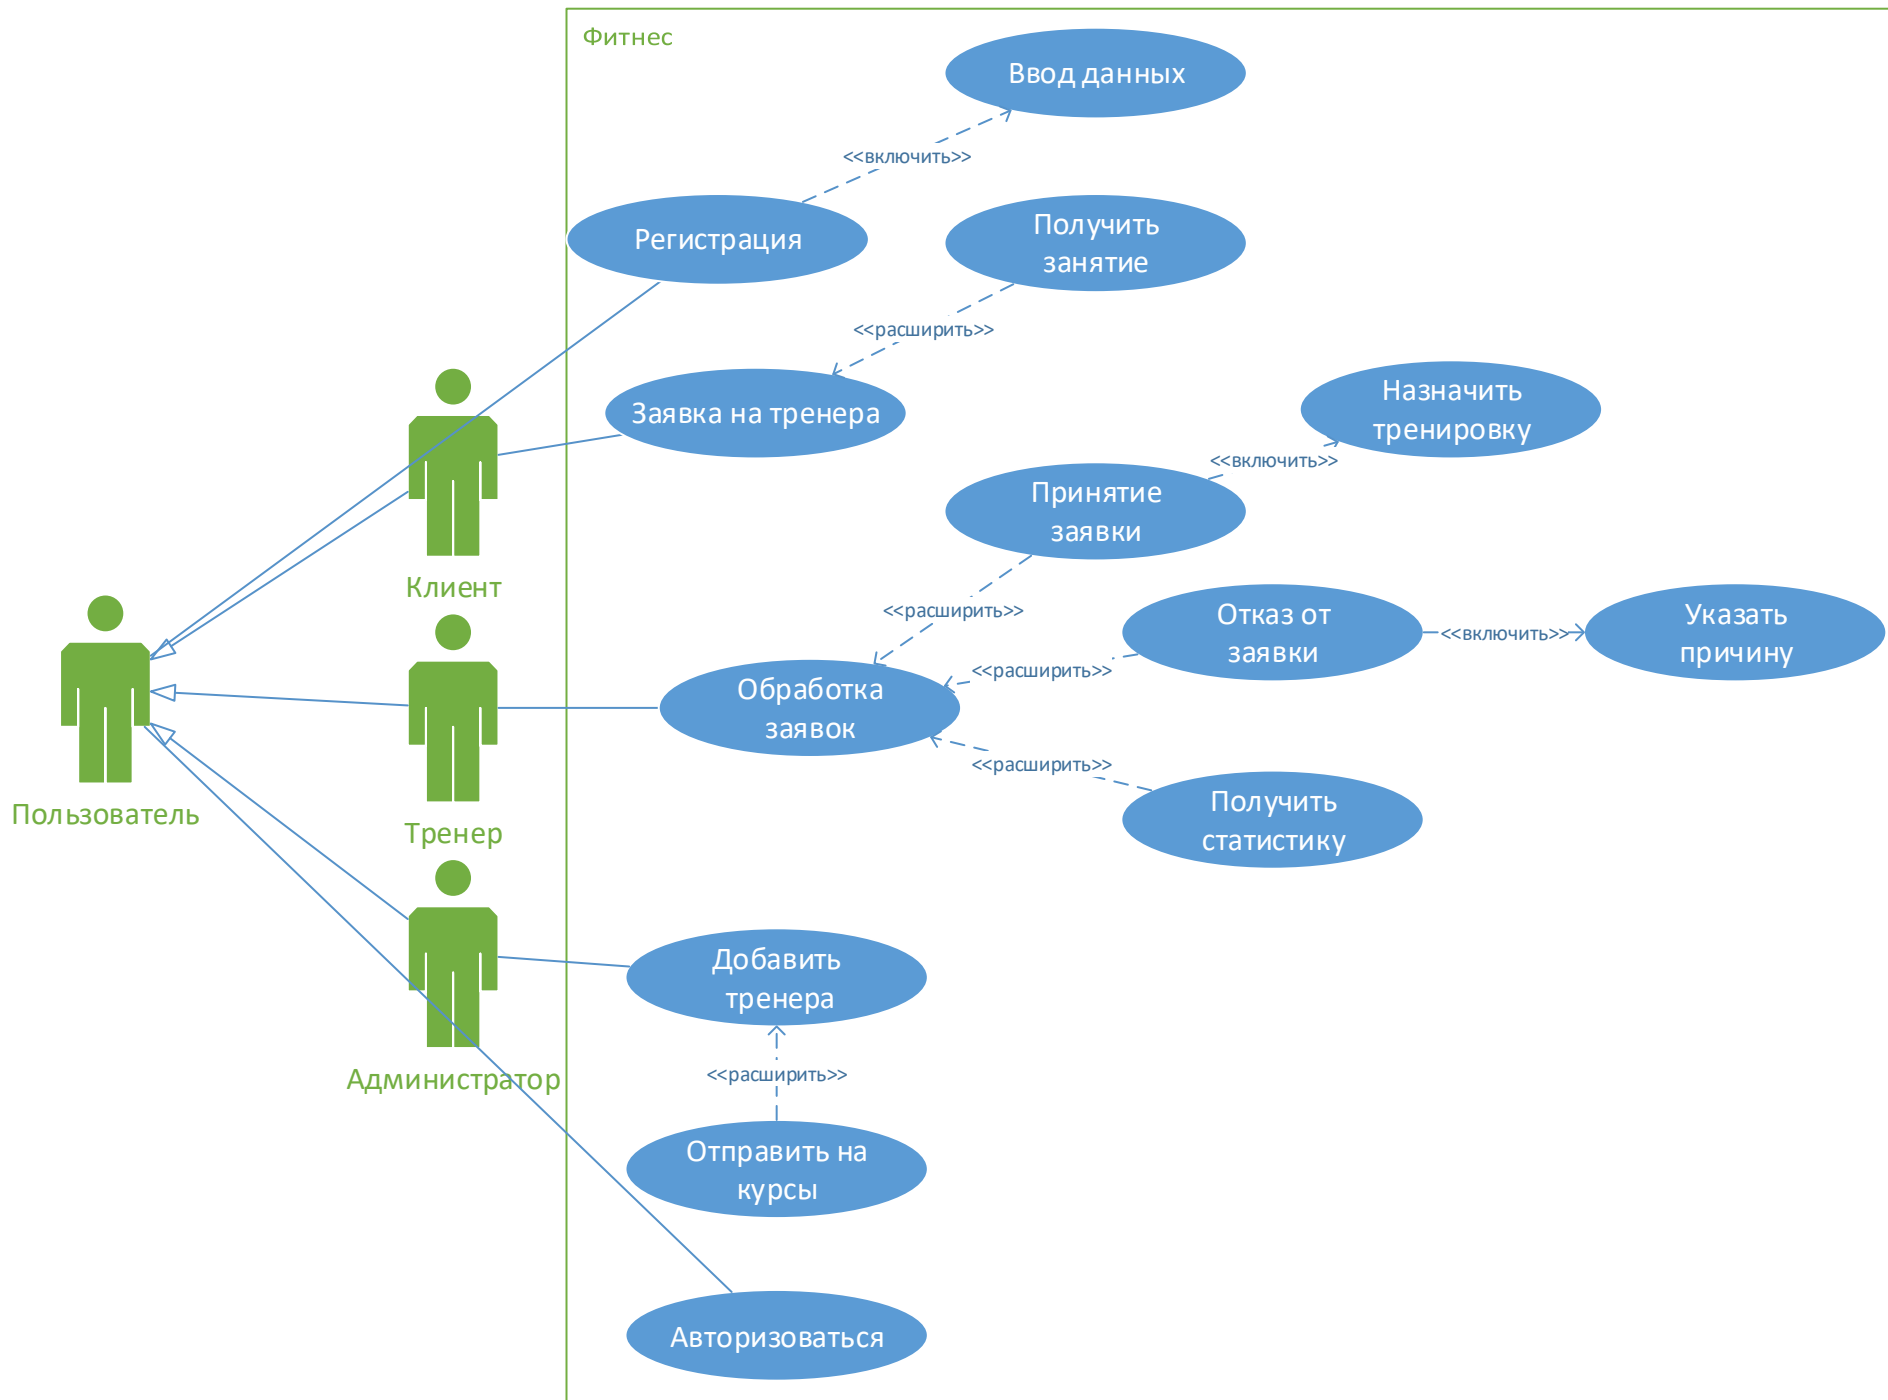 Фитнес
Ввод данных
<<включить>>
Регистрация
Получить
занятие
<<расширить>>
Заявка на тренера
Назначить
тренировку
<<включить>>
Принятие
заявки
Клиент
<<расширить>>
Отказ от
заявки
<<включить>>
Указать
причину
<<расширить>>
Обработка
заявок
<<расширить>>
Получить
статистику
Пользователь
Тренер
Добавить
тренера
<<расширить>>
Администратор
Отправить на
курсы
Авторизоваться